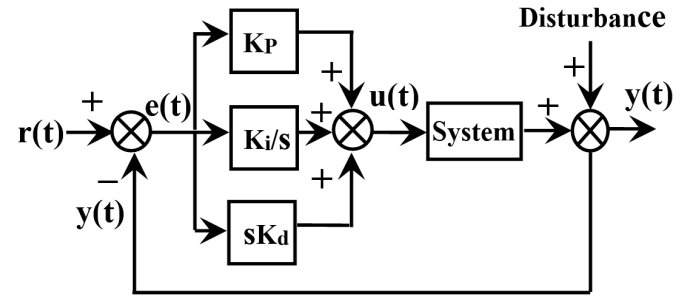 Disturbance
+
KP
+
+
e(t)
u(t)
+
y(t)
r(t)
Ki/s
+
System
+
−
y(t)
+
sKd